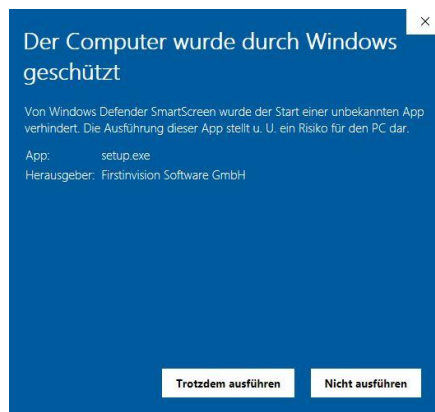 Der Computer wurde durch Windows
geschützt
Von Windows Defender SmartScreen wurde der Start einer unbekannten App
verhindert. Die Ausführung dieser App stellt u. U. ein Risiko für den PC dar.
App: setup.exe
Herausgeber: Firstinvision Software GmbH
Trotzdem ausführen Nicht ausführen